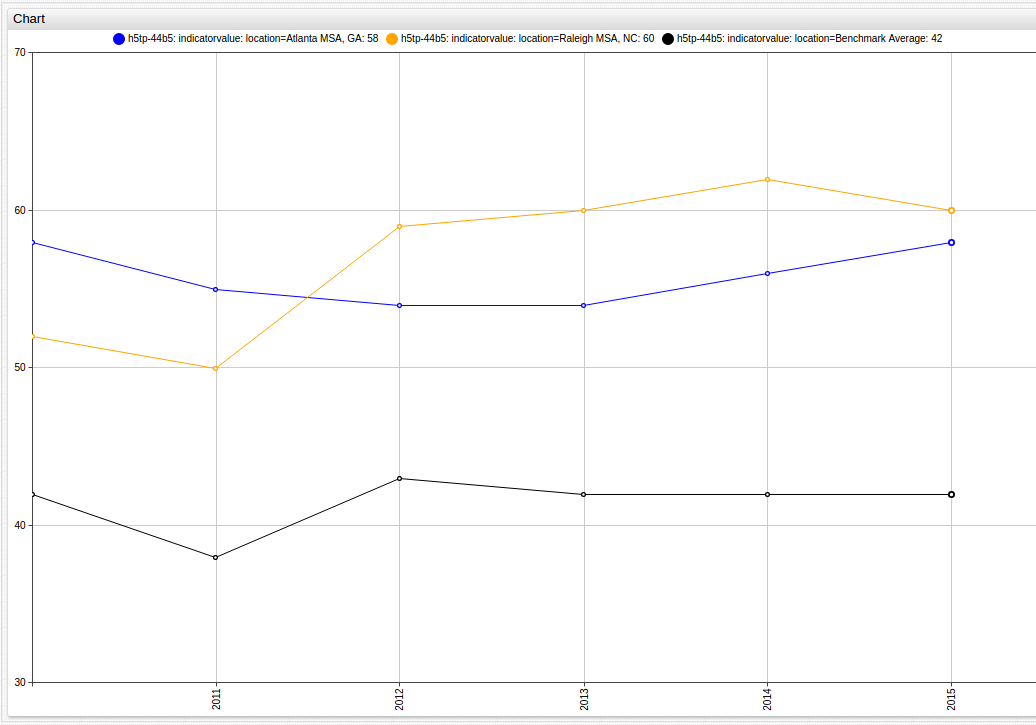 Chart
h5tp-44b5: indicatorvalue: location=Atlanta MSA, GA: 58 h5tp-44b5: indicatorvalue: location=Raleigh MSA, NC: 60 h5tp-44b5: indicatorvalue: location=Benchmark Average: 42
70
60
50
40
30
2011 2012 2013 2014 2015